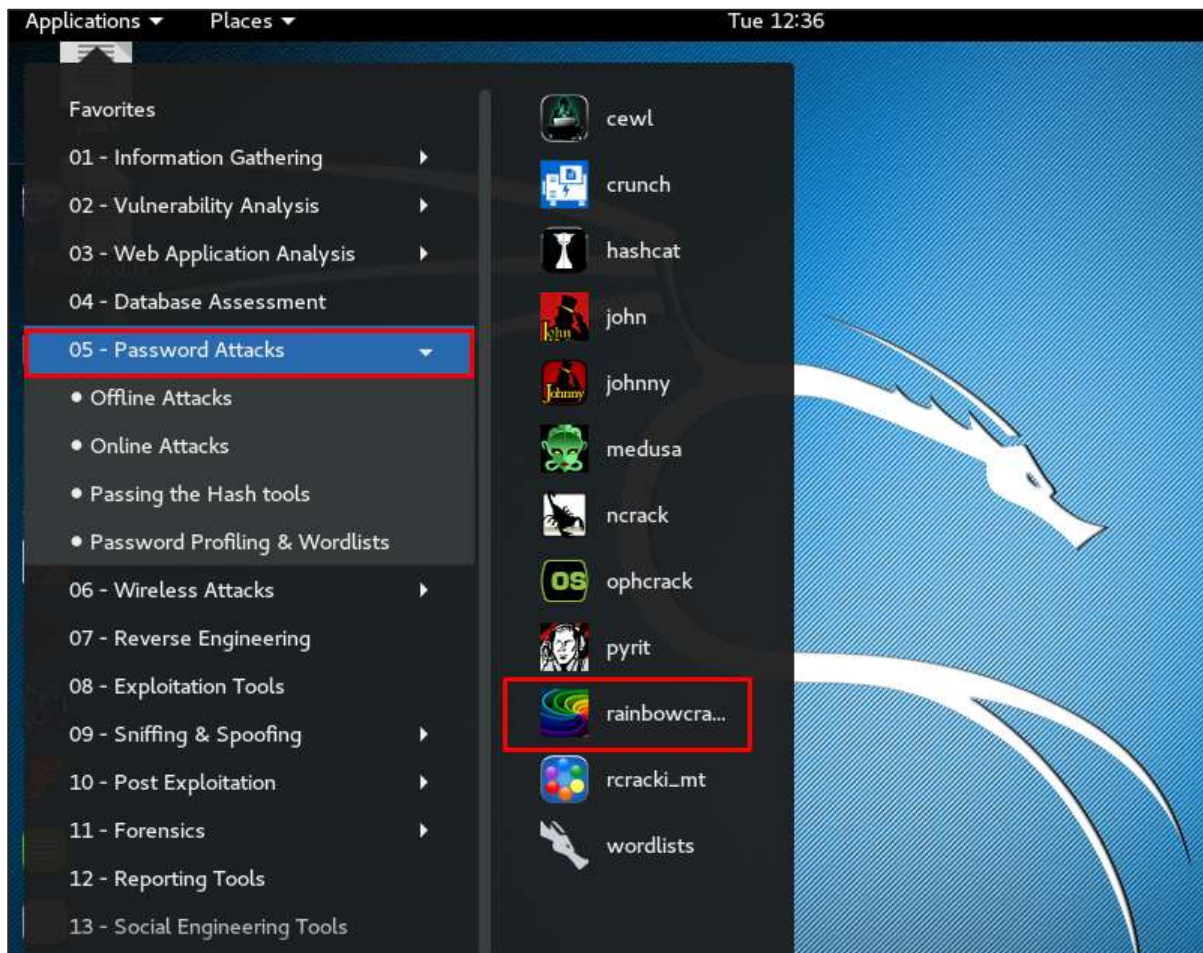 Applications Places Tue 12:36
Favorites
01 - Information Gathering
02 - Vulnerability Analysis
03 - Web Application Analysis
04 - Database Assessment
05 - Password Attacks
• Offline Attacks
• Online Attacks
• Passing the Hash tools
• Password Profiling & Wordlists
06 - Wireless Attacks
07 - Reverse Engineering
08 - Exploitation Tools
09 - Sniffing & Spoofing
10 - Post Exploitation
11 - Forensics
12 - Reporting Tools
13 - Social Engineering Tools
cewl
crunch
hashcat
john
johnny
medusa
ncrack
OS ophcrack
pyrit
rainbowcra...
rcracki_mt
wordlists